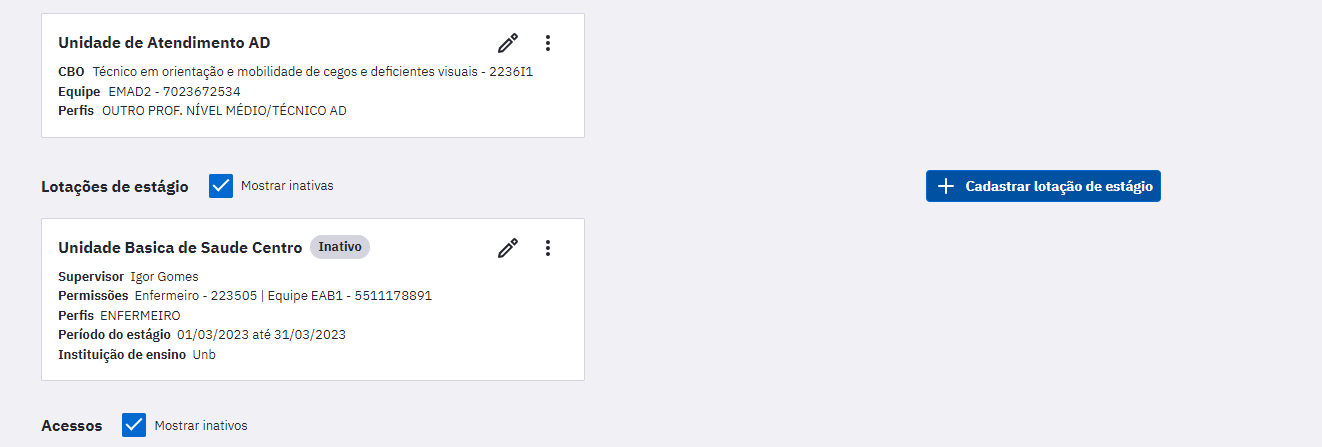 Unidade de Atendimento AD
CBO Técnico em orientação e mobilidade de cegos e deficientes visuais - 2236I1
Equipe EMAD2 - 7023672534
Perfis OUTRO PROF. NÍVEL MÉDIO/TÉCNICO AD
Lotações de estágio Mostrar inativas Cadastrar lotação de estágio
Unidade Basica de Saude Centro Inativo
Supervisor Igor Gomes
Permissões Enfermeiro - 223505 | Equipe EAB1 - 5511178891
Perfis ENFERMEIRO
Período do estágio 01/03/2023 até 31/03/2023
Instituição de ensino Unb
Acessos Mostrar inativos